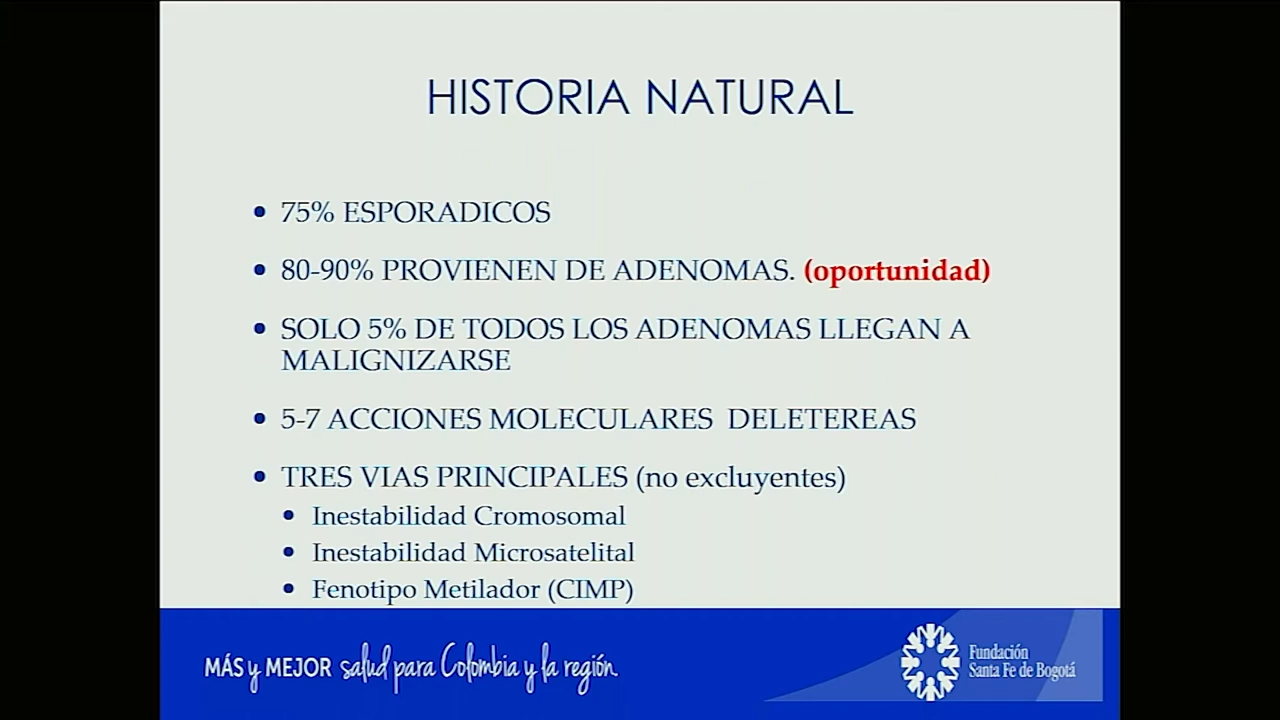 HISTORIA NATURAL
• 75% ESPORADICOS
• 80-90% PROVIENEN DE ADENOMAS. (oportunidad)
• SOLO 5% DE TODOS LOS ADENOMAS LLEGAN A
MALIGNIZARSE
• 5-7 ACCIONES MOLECULARES DELETEREAS
• TRES VIAS PRINCIPALES (no excluyentes)
• Inestabilidad Cromosomal
• Inestabilidad Microsatelital
• Fenotipo Metilador (CIMP)
MÁS y MEJOR salud para Colombia y la región.
Fundación
Santa Fe de Bogotá